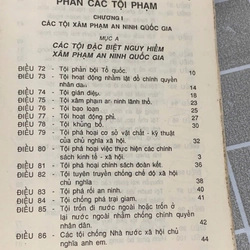 PHẦN CÁC TỘI PHẠM
CHƯƠNG I
CÁC TỘI XÂM PHẠM AN NINH QUỐC GIA
MỤC A
CÁC TỘI ĐẶC BIỆT NGUY HIỂM
XÂM PHẠM AN NINH QUỐC GIA
ĐIỀU 72 - Tội phản bội Tổ quốc. 10
ĐIỀU 73 - Tội hoạt động nhằm lật đổ chính quyền
nhân dân.
ĐIỀU 74 - Tội gián điệp.
ĐIỀU 75 - Tội xâm phạm an ninh lãnh thổ.
ĐIỀU 76 - Tội bạo loạn.
ĐIỀU 77 - Tội hoạt động phỉ.
ĐIỀU 78 - Tội khủng bố.
ĐIỀU 79 - Tội phá hoại cơ sở vật chất - kỹ thuật
của chủ nghĩa xã hội.
ĐIỀU 80 - Tội phá hoại việc thực hiện các chính
sách kinh tế - xã hội.
ĐIỀU 81 - Tội phá hoại chính sách đoàn kết.
ĐIỀU 82 - Tội tuyên truyền chống chế độ xã hội
chủ nghĩa
ĐIỀU 83 - Tội phá rối an ninh.
ĐIỀU 84 - Tội chống phá trại giam.
ĐIỀU 85 - Tội trốn đi nước ngoài hoặc trốn ở
lại nước ngoài nhằm chống chính quyền
nhân dân. 42
ĐIỀU 86 - Các tội chống Nhà nước xã hội chủ
nghĩa anh em. 44